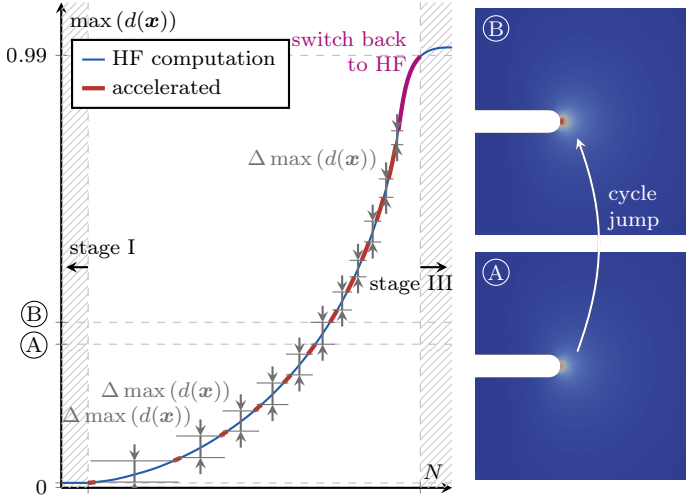 max (d(x))
0.99
HF computation
accelerated
switch back
to HF
Δ max (d(x))
stage I
stage III
B
A
Δ max (d(x))
Δ max (d(x))
0
N
B
cycle
jump
A